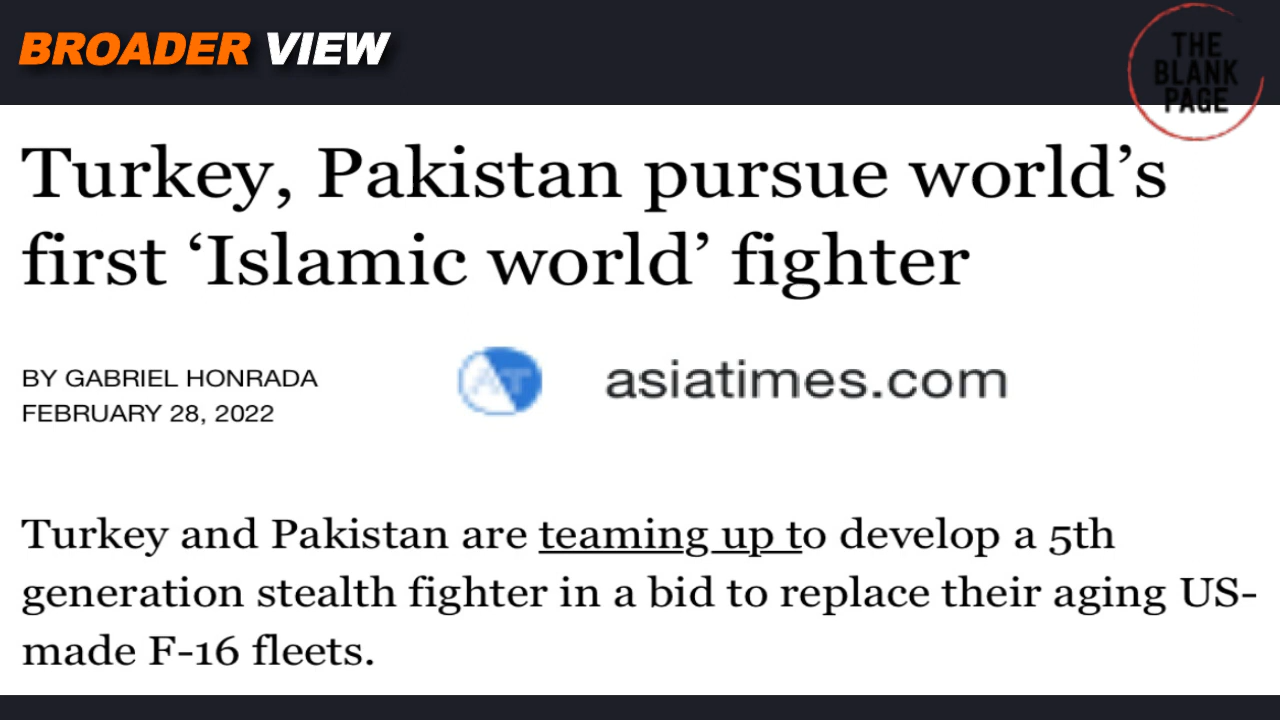 BROADER VIEW
THE
BLANK
PAGE
Turkey, Pakistan pursue world’s
first ‘Islamic world’ fighter
BY GABRIEL HONRADA
FEBRUARY 28, 2022
AT
asiatimes.com
Turkey and Pakistan are teaming up to develop a 5th
generation stealth fighter in a bid to replace their aging US-
made F-16 fleets.